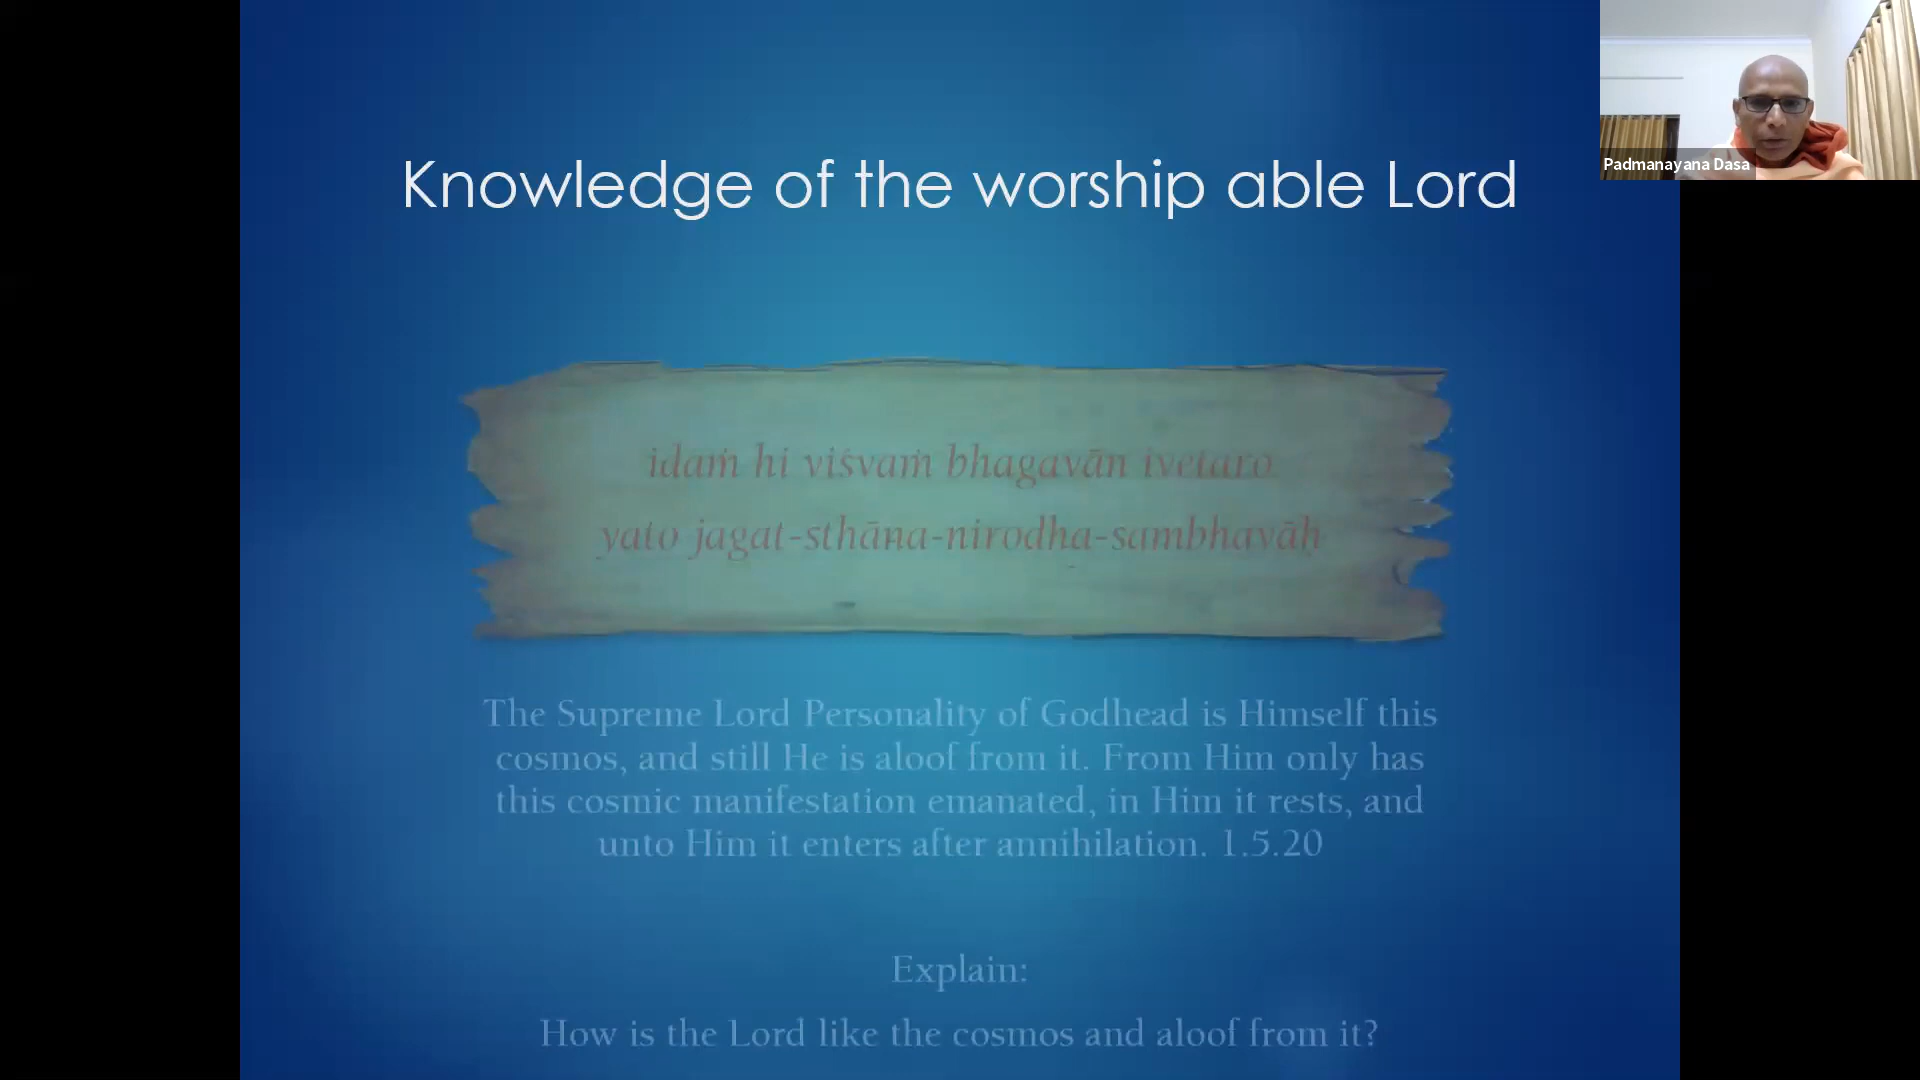 Knowledge of the worship able Lord
Padmanayana Dasa
idaṁ hi viśvaṁ bhagavān ivetaro
yato jagat-sthāna-nirodha-sambhavāḥ
The Supreme Lord Personality of Godhead is Himself this
cosmos, and still He is aloof from it. From Him only has
this cosmic manifestation emanated, in Him it rests, and
unto Him it enters after annihilation. 1.5.20
Explain:
How is the Lord like the cosmos and aloof from it?